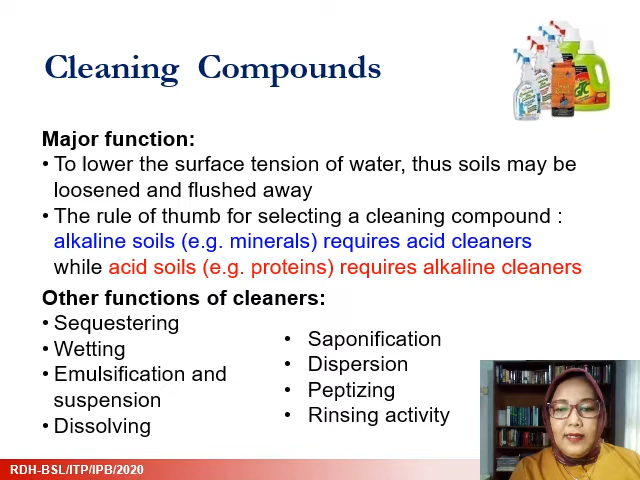 Cleaning Compounds
Major function:
• To lower the surface tension of water, thus soils may be
loosened and flushed away
• The rule of thumb for selecting a cleaning compound :
alkaline soils (e.g. minerals) requires acid cleaners
while acid soils (e.g. proteins) requires alkaline cleaners
Other functions of cleaners:
• Sequestering
• Wetting
• Emulsification and
suspension
• Dissolving
• Saponification
• Dispersion
• Peptizing
• Rinsing activity
RDH-BSL/ITP/IPB/2020